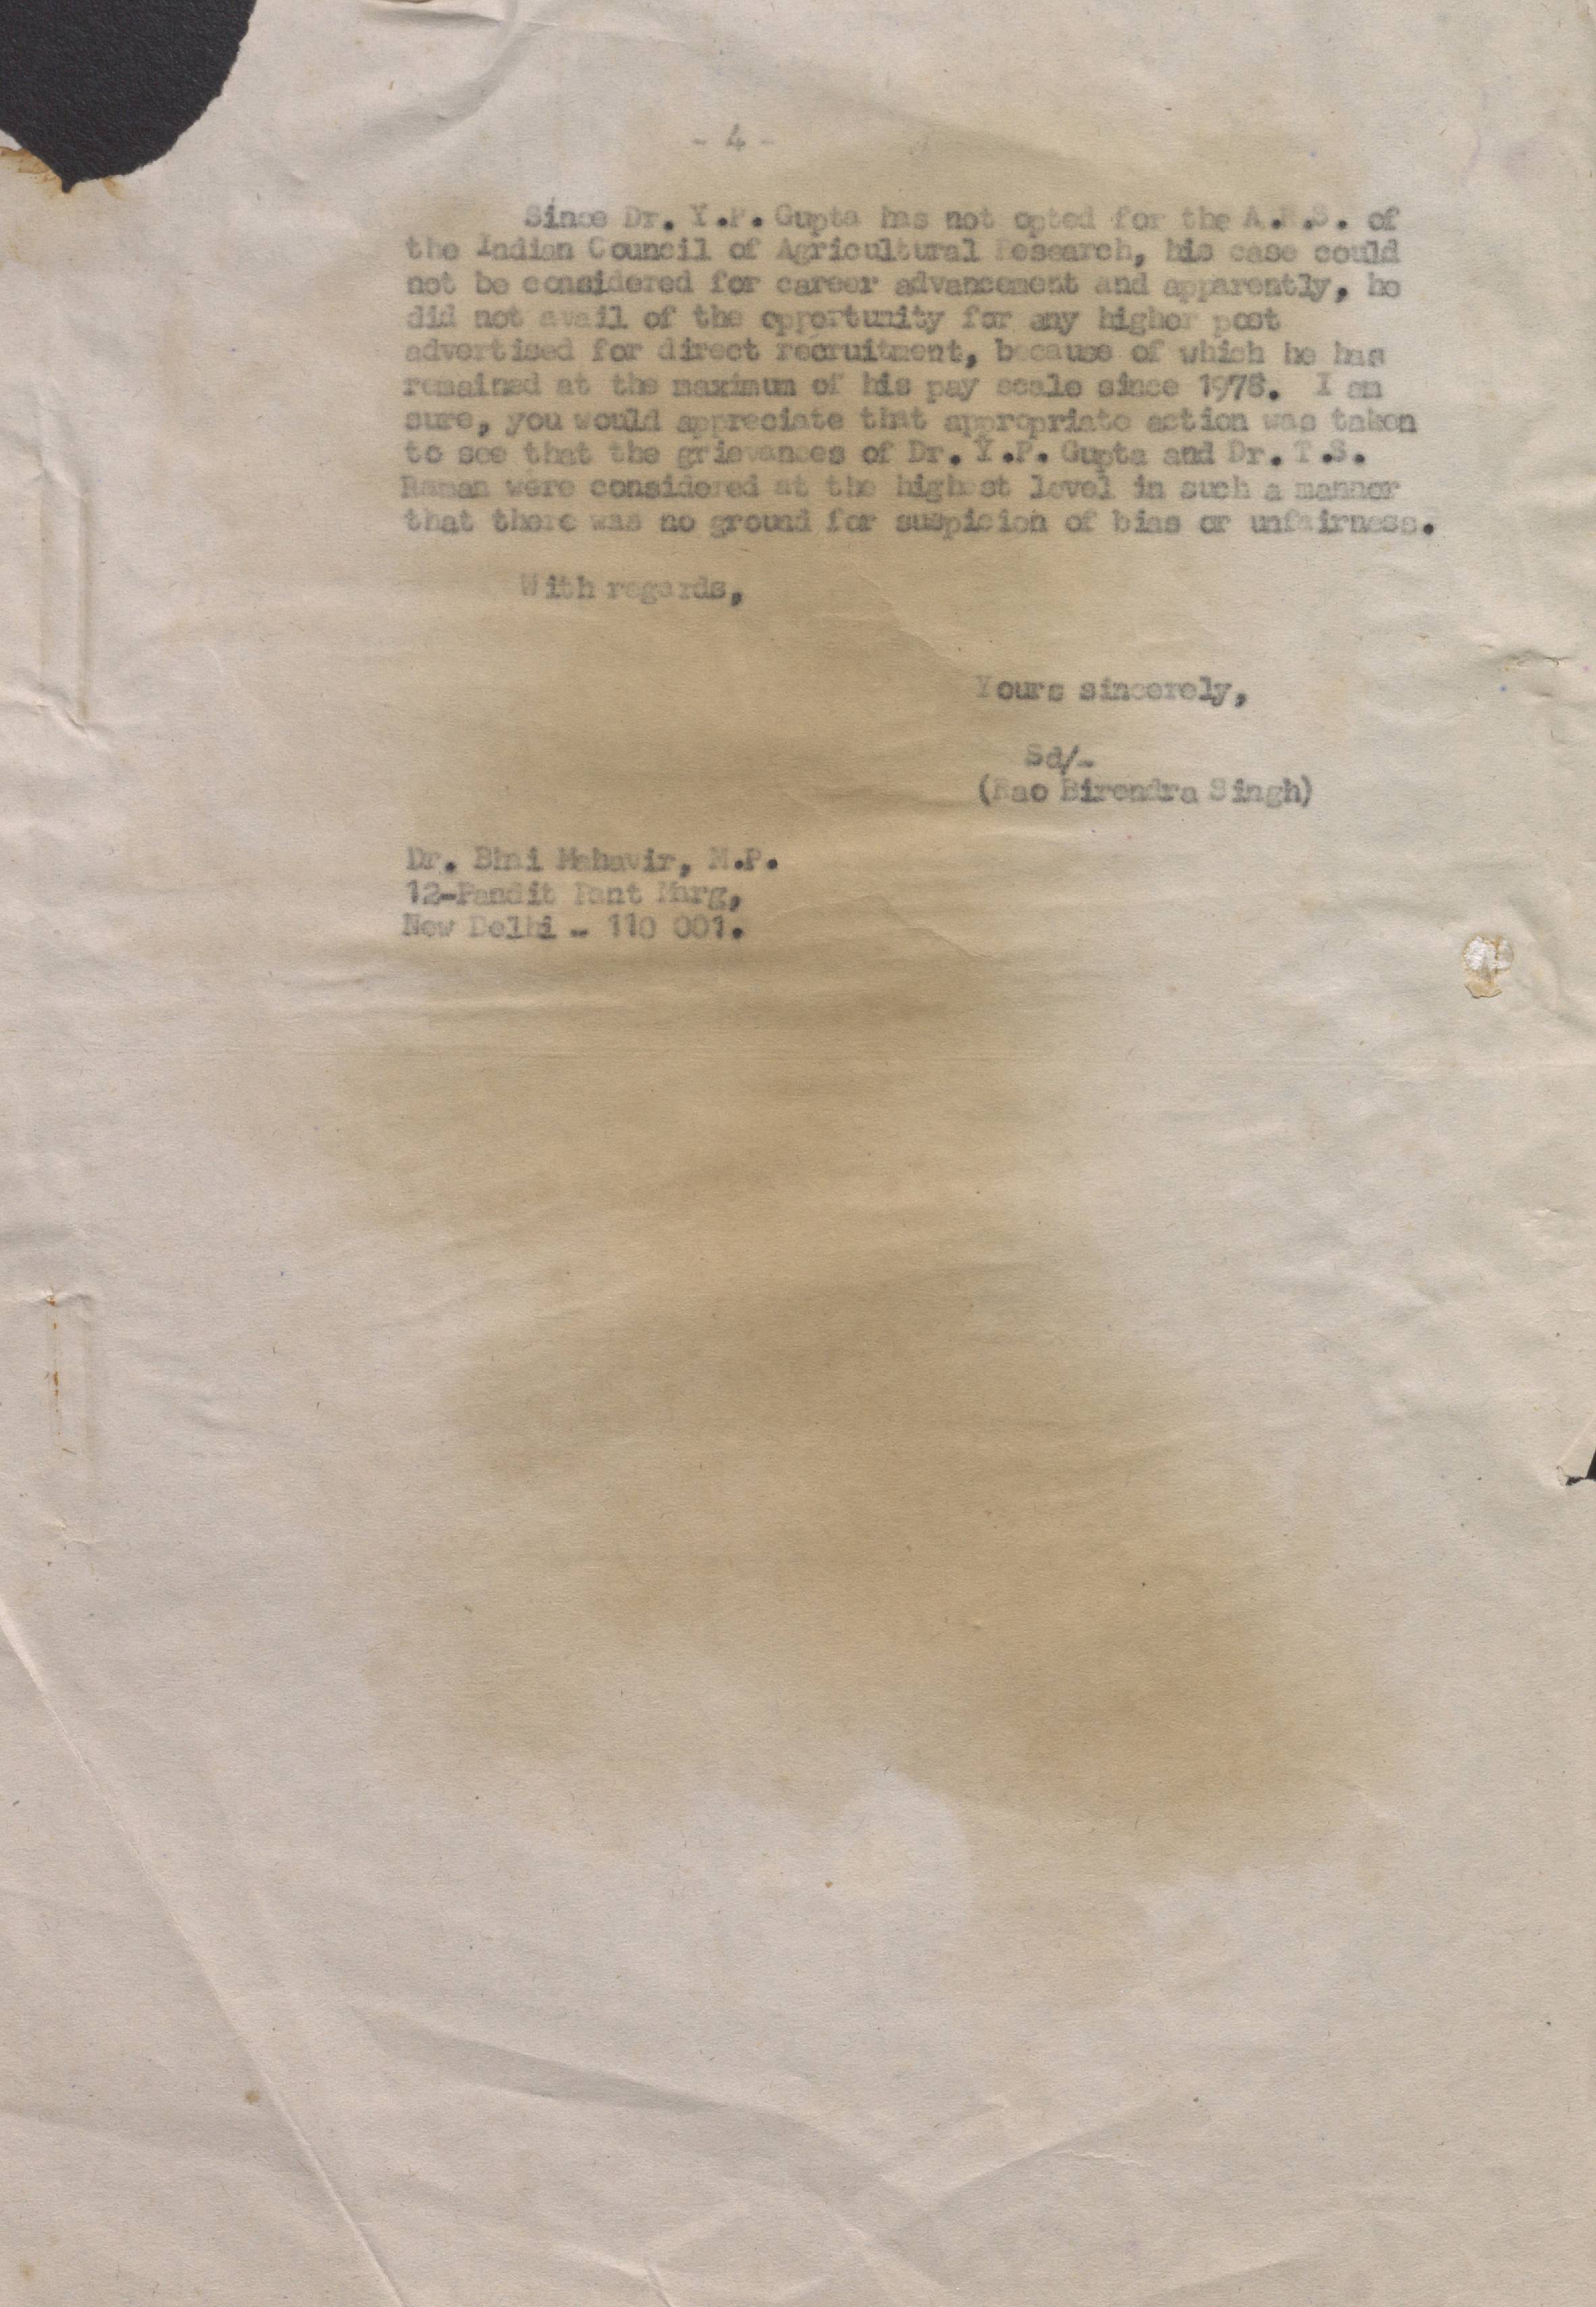 - 4 -
Since Dr. Y.P. Gupta has not opted for the A.R.S. of
the Indian Council of Agricultural Research, his case could
not be considered for career advancement and apparently, he
did not avail of the opportunity for any higher post
advertised for direct recruitment, because of which he has
remained at the maximum of his pay scale since 1978. I am
sure, you would appreciate that appropriate action was taken
to see that the grievances of Dr. Y.P. Gupta and Dr. T.S.
Raman were considered at the highest level in such a manner
that there was no ground for suspicion of bias or unfairness.
With regards,
Yours sincerely,
Sd/-
(Rao Birendra Singh)
Dr. Bhai Mahavir, M.P.
12-Pandit Pant Marg,
New Delhi - 110 001.